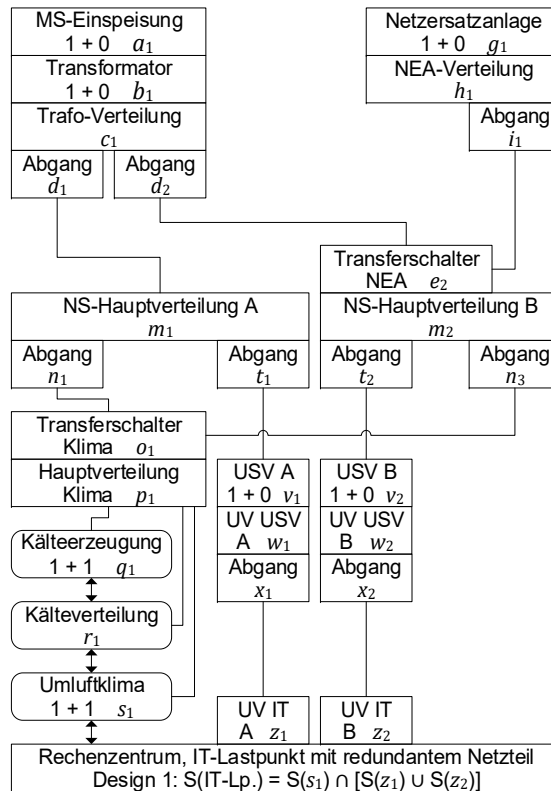 MS-Einspeisung
1 + 0 a₁
Transformator
1 + 0 b₁
Trafo-Verteilung
c₁
Abgang
d₁
Abgang
d₂
Netzersatzanlage
1 + 0 g₁
NEA-Verteilung
h₁
Abgang
i₁
Transferschalter
NEA e₂
NS-Hauptverteilung A
m₁
NS-Hauptverteilung B
m₂
Abgang
n₁
Abgang
t₁
Abgang
t₂
Abgang
n₃
Transferschalter
Klima o₁
Hauptverteilung
Klima p₁
USV A
1 + 0 v₁
USV B
1 + 0 v₂
UV USV
A w₁
UV USV
B w₂
Kälteerzeugung
1 + 1 q₁
Abgang
x₁
Abgang
x₂
Kälteverteilung
r₁
Umluftklima
1 + 1 s₁
UV IT
A z₁
UV IT
B z₂
Rechenzentrum, IT-Lastpunkt mit redundantem Netzteil
Design 1: S(IT-Lp.) = S(s₁) ∩ [S(z₁) ∪ S(z₂)]